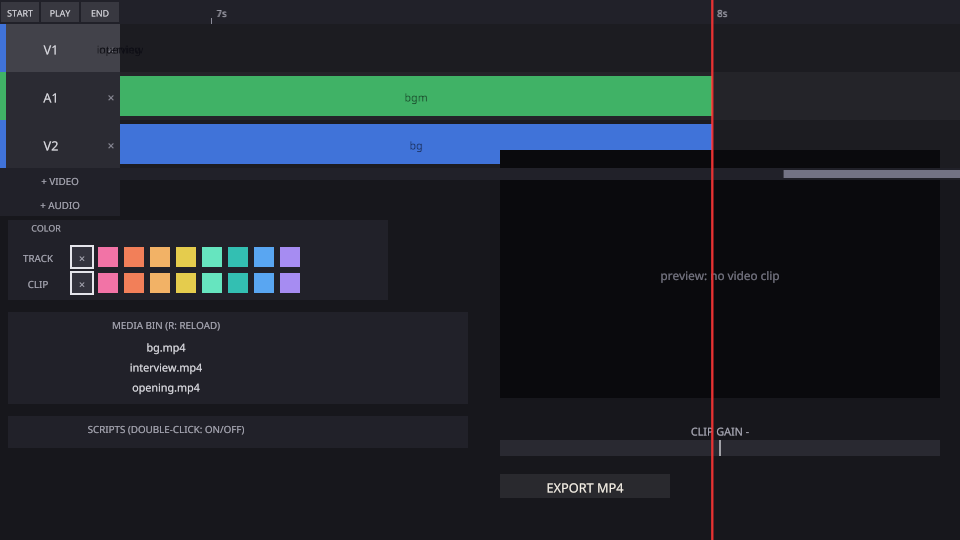 START PLAY END 7s 8s
V1
A1 × bgm
V2 × bg
+ VIDEO
+ AUDIO
COLOR
TRACK ×
CLIP ×
MEDIA BIN (R: RELOAD)
bg.mp4
interview.mp4
opening.mp4
SCRIPTS (DOUBLE-CLICK: ON/OFF)
preview: no video clip
CLIP GAIN -
EXPORT MP4